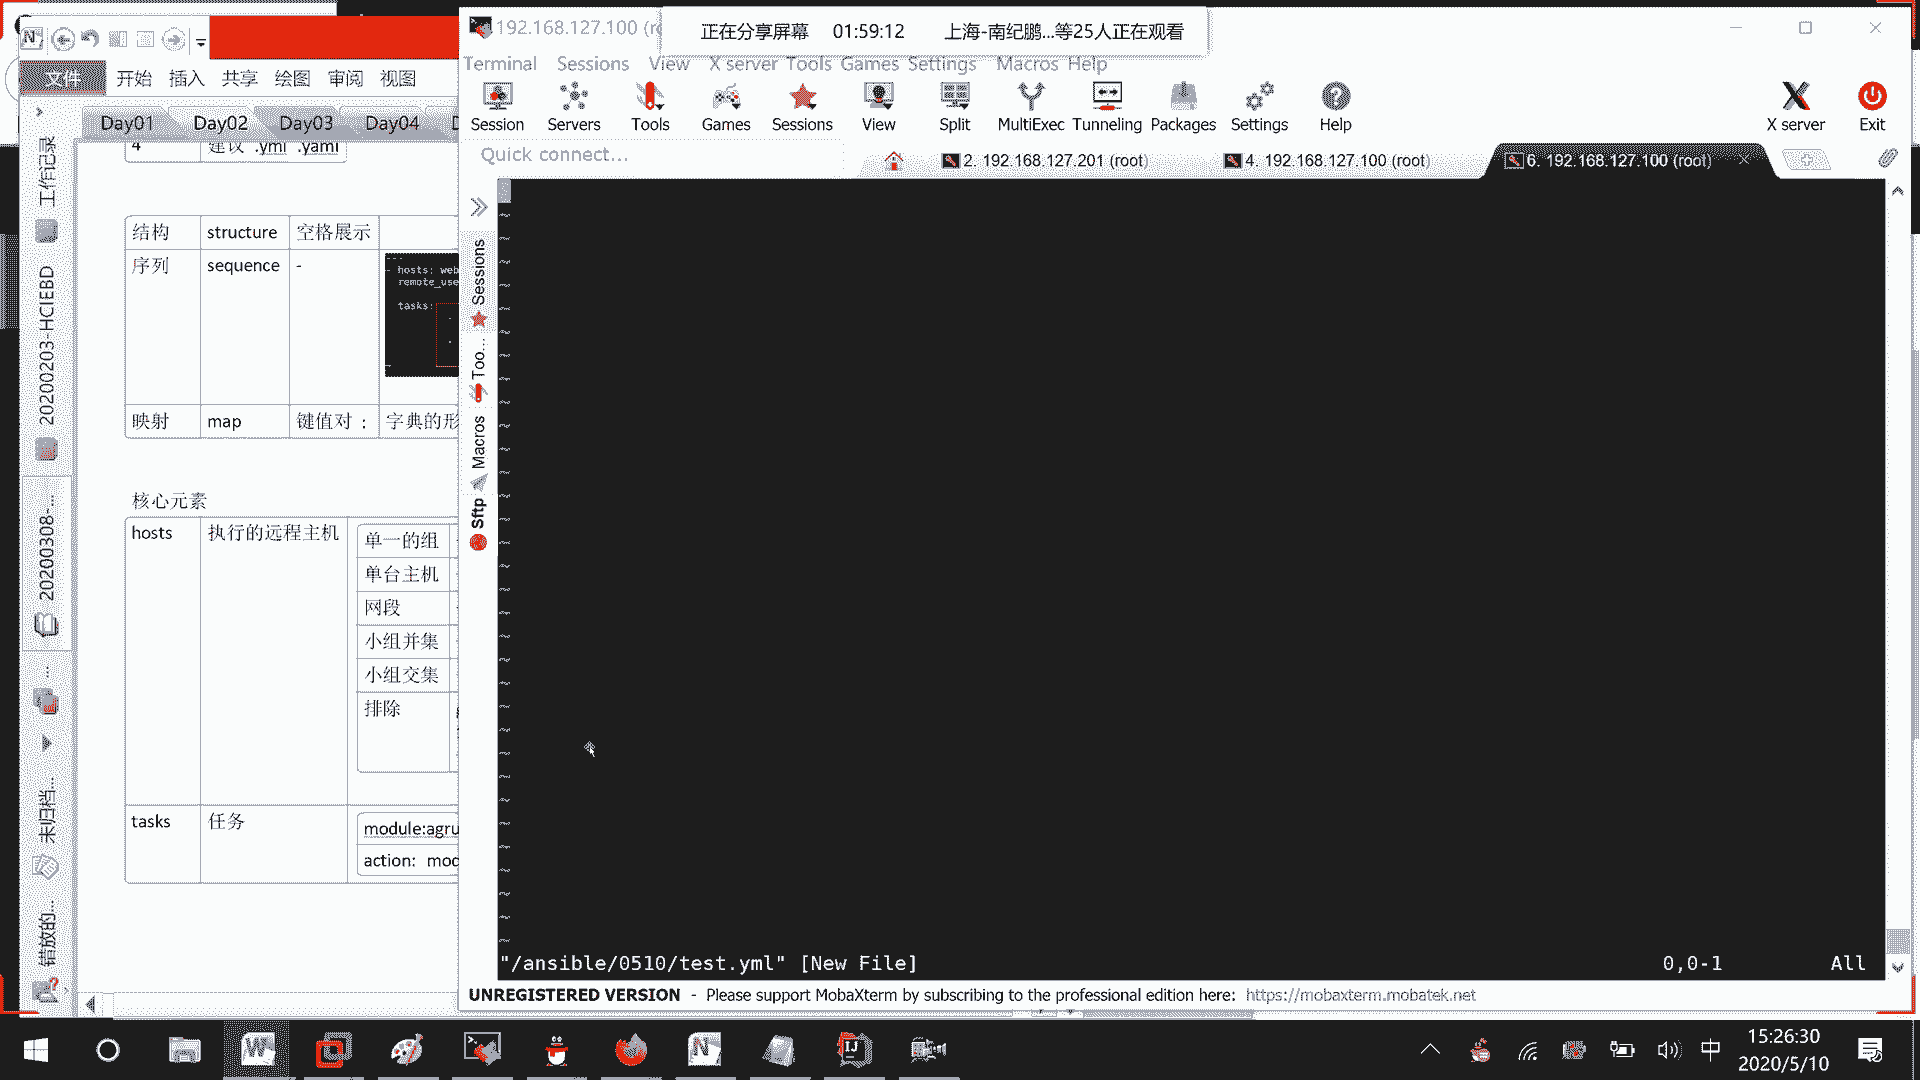 192.168.127.100 (ro
正在分享屏幕 01:59:12 上海-南纪鹏...等25人正在观看
Terminal Sessions View X server Tools Games Settings Macros Help
文件 开始 插入 共享 绘图 审阅 视图
Session Servers Tools Games Sessions View Split MultiExec Tunneling Packages Settings Help X server Exit
Day01 Day02 Day03 Day04
Quick connect...
2. 192.168.127.201 (root) 4. 192.168.127.100 (root) 6. 192.168.127.100 (root)
4 建议 .yml .yaml
工作记录
20200203-HCIEBD
20200308-...
未归档...
错放的...
结构 structure 空格展示
序列 sequence -
- hosts: web
remote_use
tasks:
映射 map 键值对 : 字典的形
核心元素
hosts 执行的远程主机
单一的组
单台主机
网段
小组并集
小组交集
排除
tasks 任务
module:agru
action: mod
Sessions
Too...
Macros
Sftp
"/ansible/0510/test.yml" [New File] 0,0-1 All
UNREGISTERED VERSION - Please support MobaXterm by subscribing to the professional edition here: https://mobaxterm.mobatek.net
中
15:26:30
2020/5/10